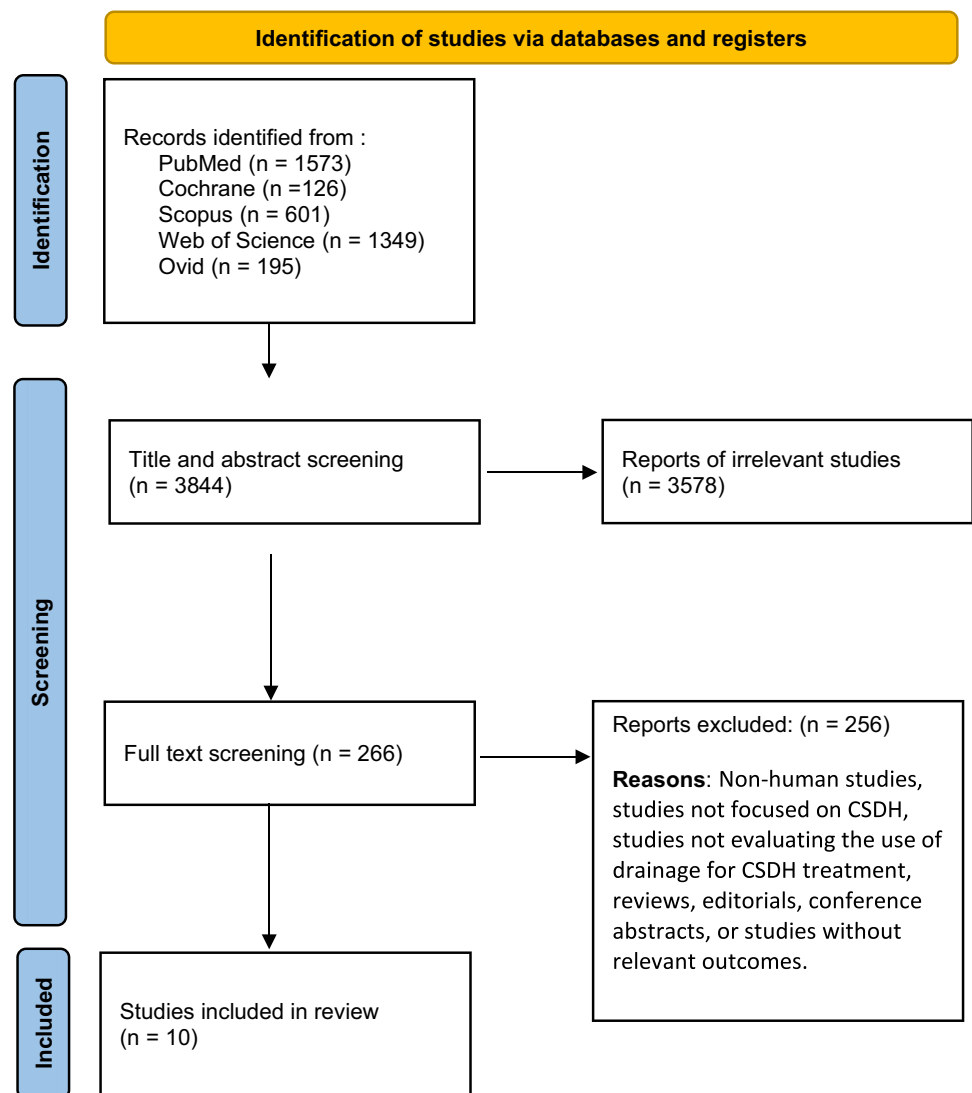 Identification of studies via databases and registers
Identification
Records identified from :
PubMed (n = 1573)
Cochrane (n =126)
Scopus (n = 601)
Web of Science (n = 1349)
Ovid (n = 195)
Screening
Title and abstract screening
(n = 3844)
Reports of irrelevant studies
(n = 3578)
Full text screening (n = 266)
Reports excluded: (n = 256)
Reasons: Non-human studies,
studies not focused on CSDH,
studies not evaluating the use of
drainage for CSDH treatment,
reviews, editorials, conference
abstracts, or studies without
relevant outcomes.
Included
Studies included in review
(n = 10)